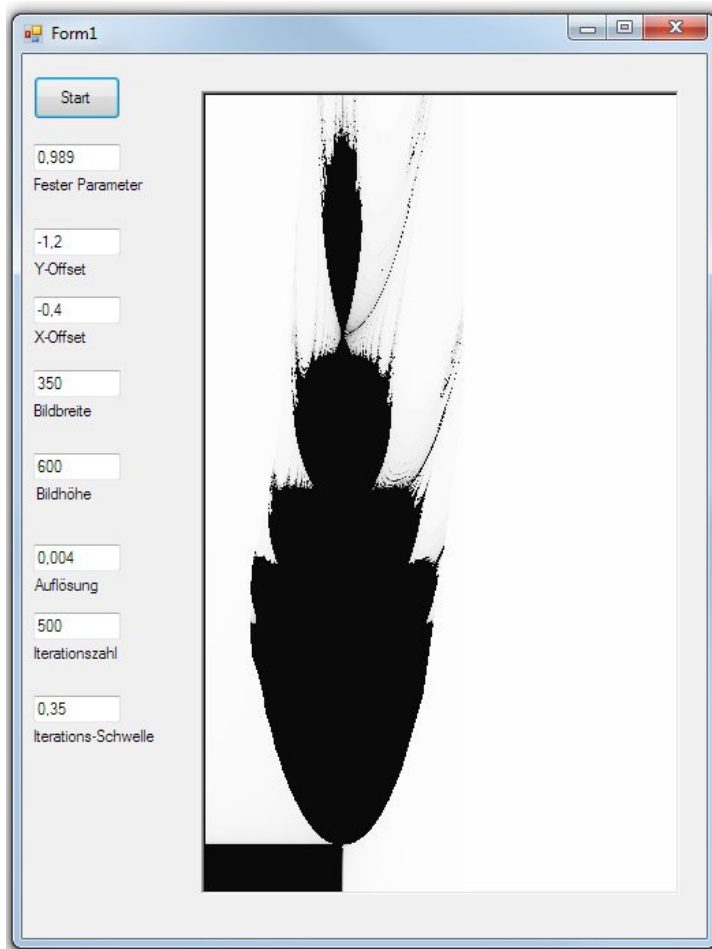 Form1
Start
0,989
Fester Parameter
-1,2
Y-Offset
-0,4
X-Offset
350
Bildbreite
600
Bildhöhe
0,004
Auflösung
500
Iterationszahl
0,35
Iterations-Schwelle